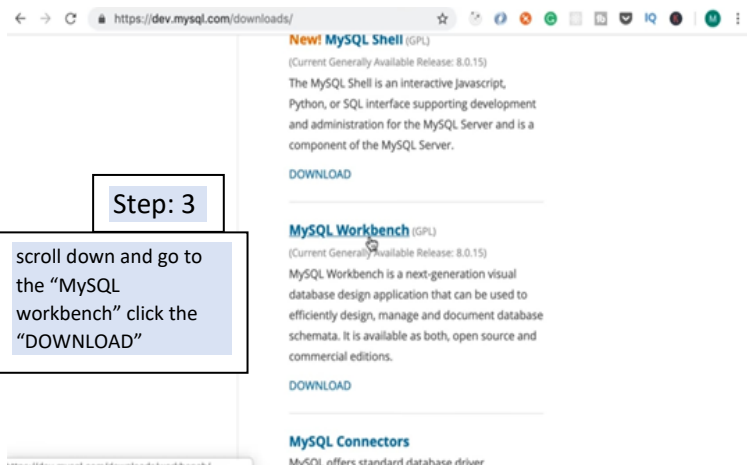 https://dev.mysql.com/downloads/
New! MySQL Shell (GPL)
(Current Generally Available Release: 8.0.15)
The MySQL Shell is an interactive Javascript,
Python, or SQL interface supporting development
and administration for the MySQL Server and is a
component of the MySQL Server.
DOWNLOAD
Step: 3
scroll down and go to
the “MySQL
workbench” click the
“DOWNLOAD”
MySQL Workbench (GPL)
(Current Generally Available Release: 8.0.15)
MySQL Workbench is a next-generation visual
database design application that can be used to
efficiently design, manage and document database
schemata. It is available as both, open source and
commercial editions.
DOWNLOAD
MySQL Connectors
MySQL offers standard database driver